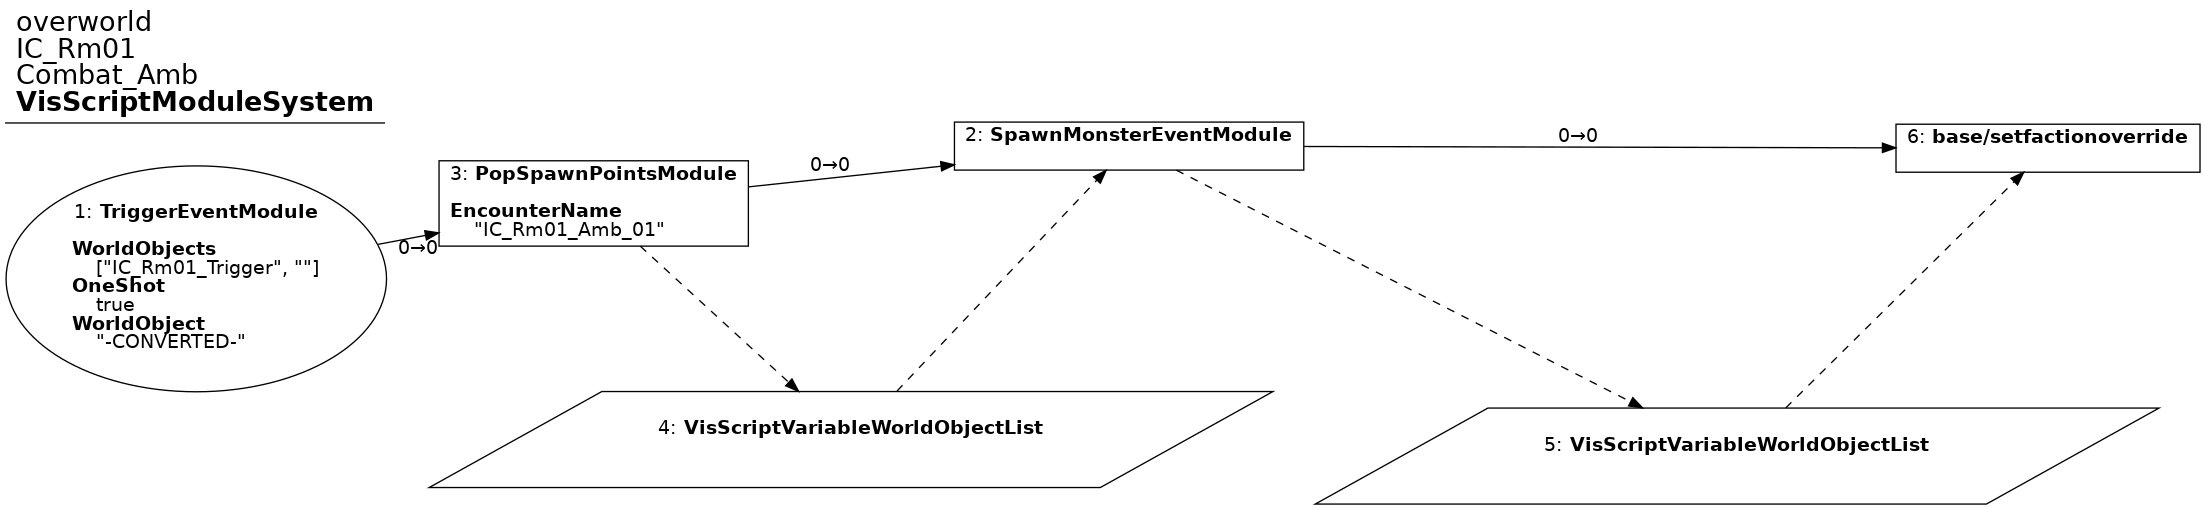 overworld
IC_Rm01
Combat_Amb
VisScriptModuleSystem
1: TriggerEventModule
WorldObjects
["IC_Rm01_Trigger", ""]
OneShot
true
WorldObject
"-CONVERTED-"
0→0
3: PopSpawnPointsModule
EncounterName
"IC_Rm01_Amb_01"
0→0
2: SpawnMonsterEventModule
0→0
6: base/setfactionoverride
4: VisScriptVariableWorldObjectList
5: VisScriptVariableWorldObjectList